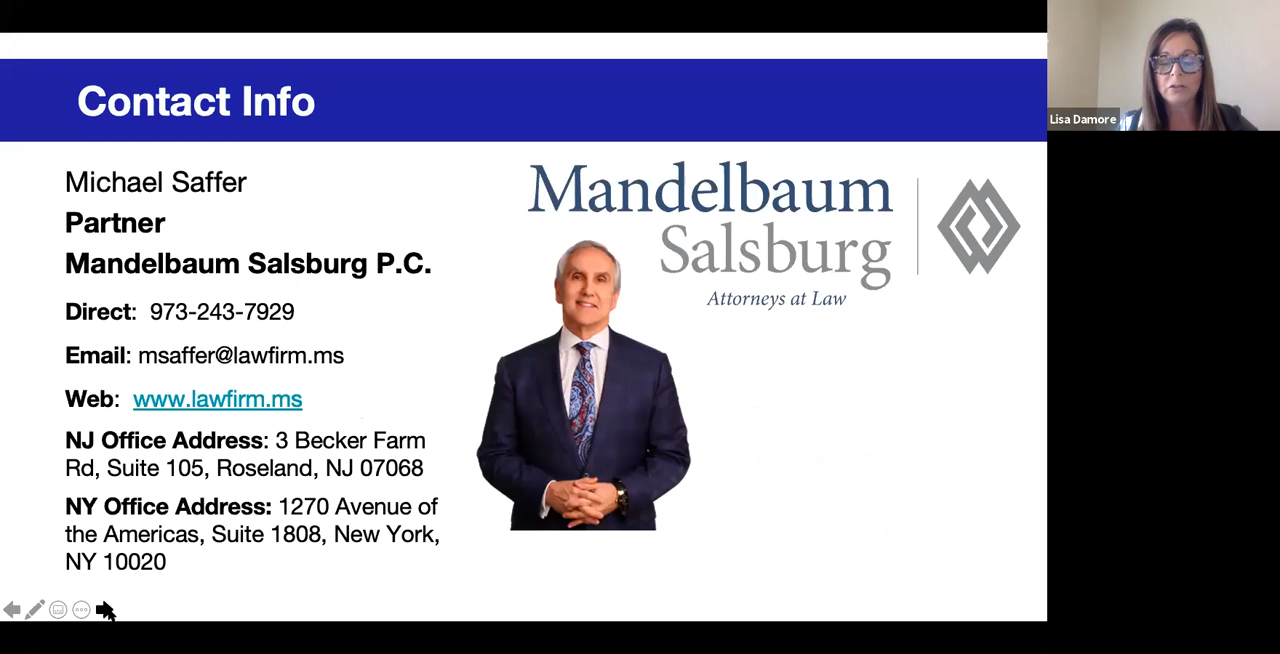 Contact Info
Michael Saffer
Partner
Mandelbaum Salsburg P.C.
Direct: 973-243-7929
Email: msaffer@lawfirm.ms
Web: www.lawfirm.ms
NJ Office Address: 3 Becker Farm
Rd, Suite 105, Roseland, NJ 07068
NY Office Address: 1270 Avenue of
the Americas, Suite 1808, New York,
NY 10020
Mandelbaum
Salsburg
Attorneys at Law
Lisa Damore